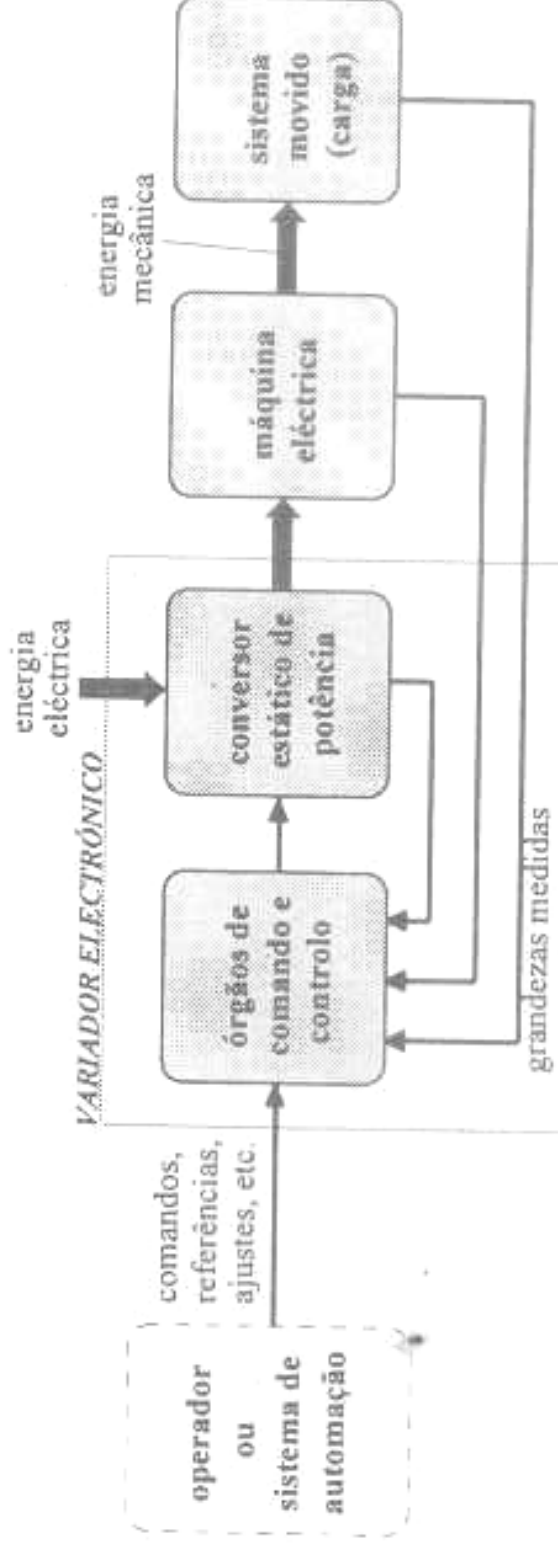 operador
ou
sistema de
automação
comandos,
referências,
ajustes, etc.
VARIADOR ELECTRÓNICO
órgãos de
comando e
controlo
energia
eléctrica
conversor
estático de
potência
máquina
eléctrica
energia
mecânica
sistema
movido
(carga)
grandezas medidas